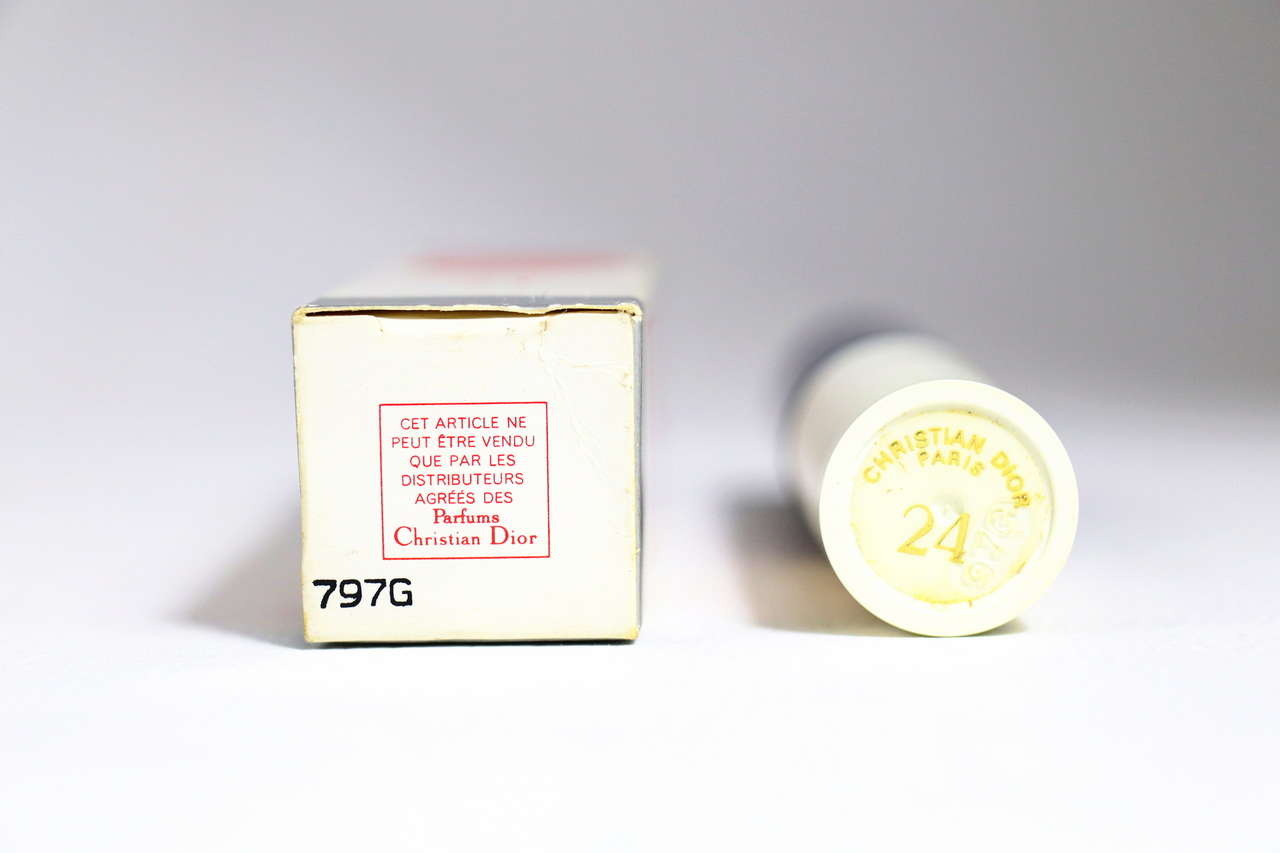 CET ARTICLE NE
PEUT ÊTRE VENDU
QUE PAR LES
DISTRIBUTEURS
AGRÉÉS DES
Parfums
Christian Dior
797G
CHRISTIAN DIOR
PARIS
24